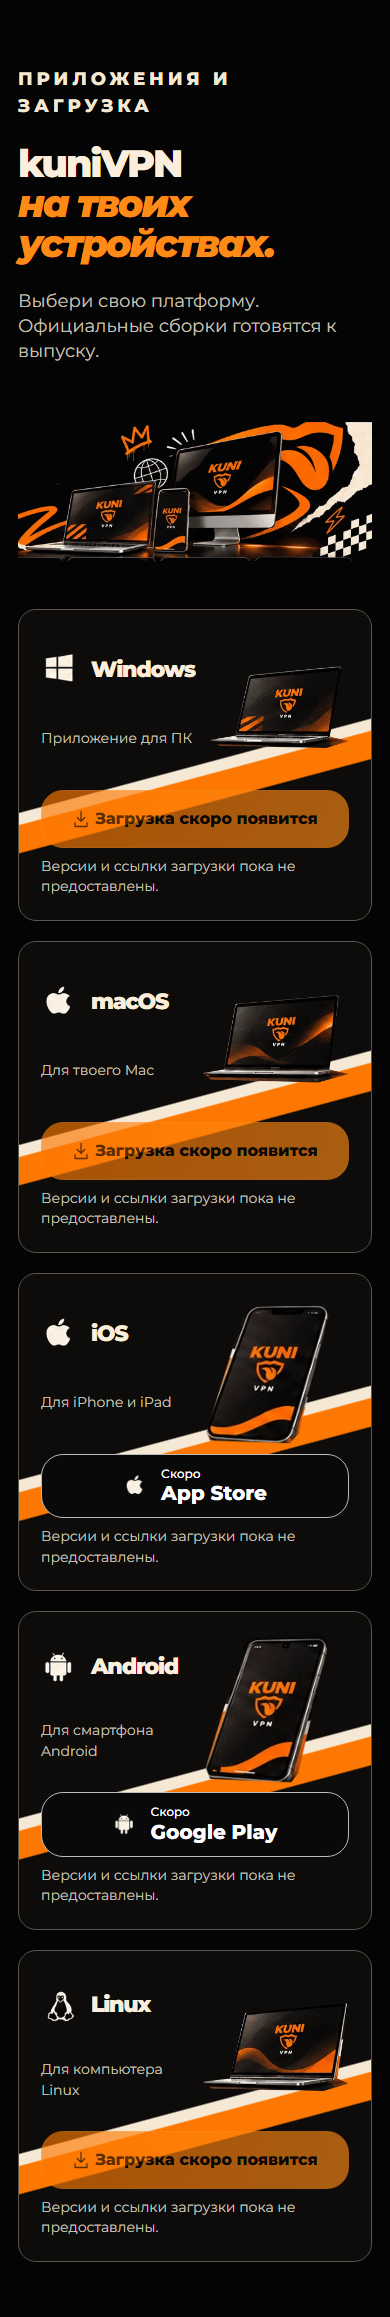 ПРИЛОЖЕНИЯ И
ЗАГРУЗКА
kuniVPN
на твоих
устройствах.
Выбери свою платформу.
Официальные сборки готовятся к
выпуску.
KUNI
VPN
KUNI
VPN
KUNI
VPN
Windows
KUNI
VPN
Приложение для ПК
Загрузка скоро появится
Версии и ссылки загрузки пока не
предоставлены.
macOS
KUNI
VPN
Для твоего Mac
Загрузка скоро появится
Версии и ссылки загрузки пока не
предоставлены.
iOS
KUNI
VPN
Для iPhone и iPad
Скоро
App Store
Версии и ссылки загрузки пока не
предоставлены.
Android
KUNI
VPN
Для смартфона
Android
Скоро
Google Play
Версии и ссылки загрузки пока не
предоставлены.
Linux
KUNI
VPN
Для компьютера
Linux
Загрузка скоро появится
Версии и ссылки загрузки пока не
предоставлены.